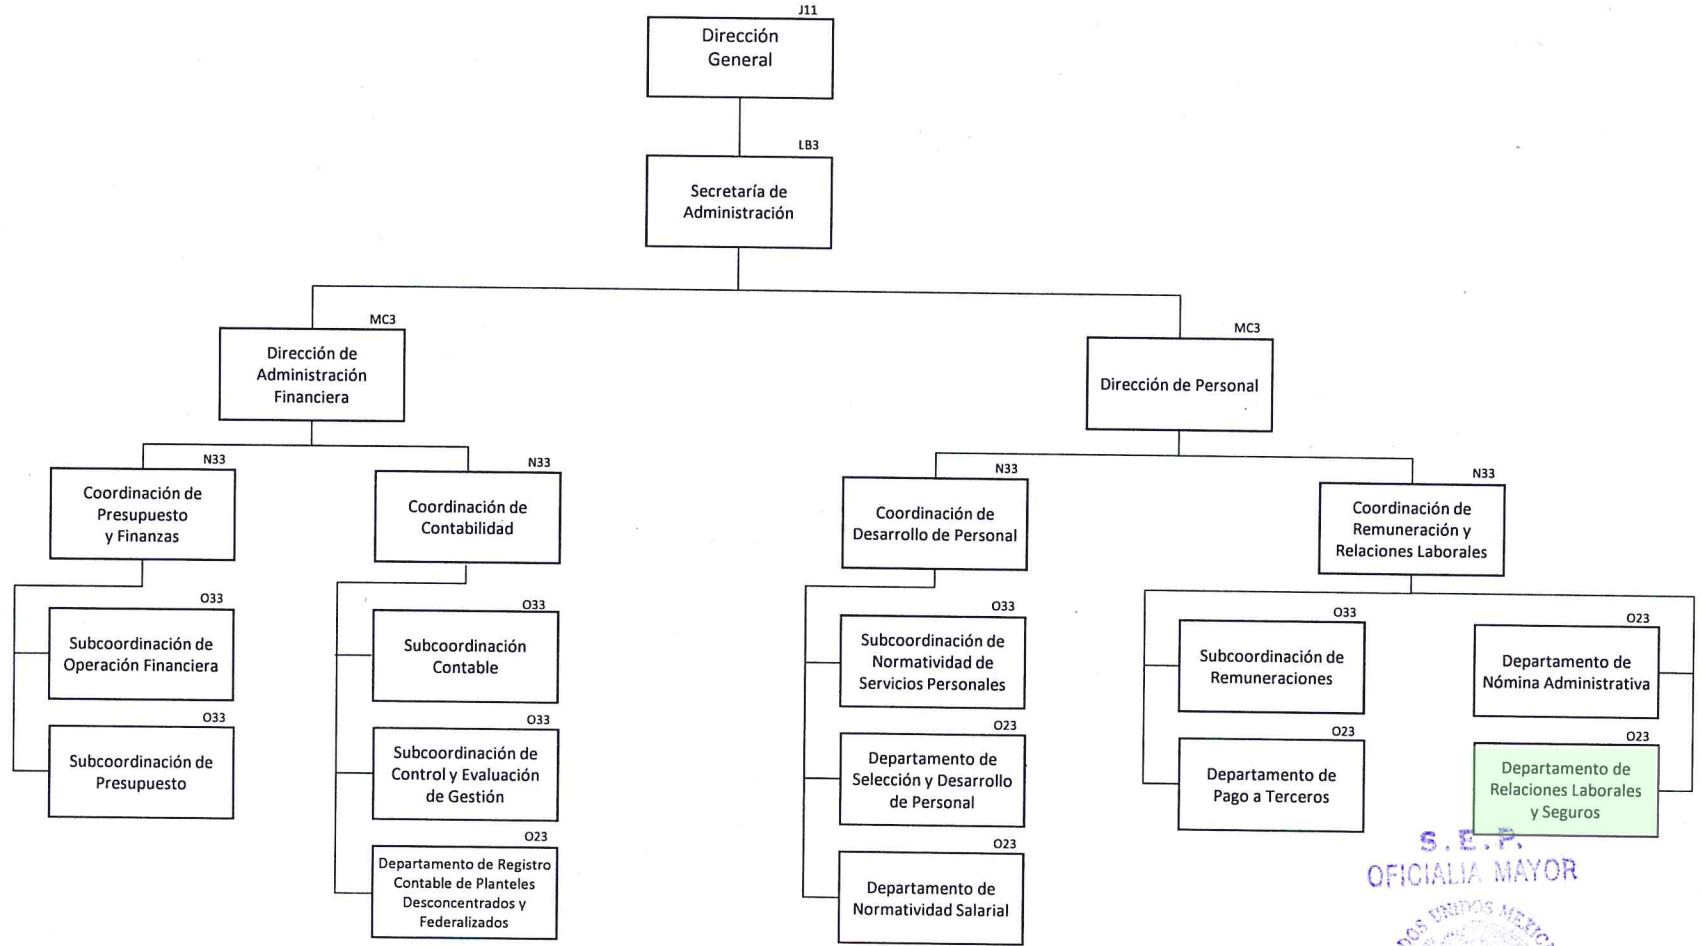 J11
Dirección
General
LB3
Secretaría de
Administración
MC3
Dirección de
Administración
Financiera
MC3
Dirección de Personal
N33
Coordinación de
Presupuesto
y Finanzas
N33
Coordinación de
Contabilidad
N33
Coordinación de
Desarrollo de Personal
N33
Coordinación de
Remuneración y
Relaciones Laborales
O33
Subcoordinación de
Operación Financiera
O33
Subcoordinación de
Presupuesto
O33
Subcoordinación
Contable
O33
Subcoordinación de
Control y Evaluación
de Gestión
O23
Departamento de Registro
Contable de Planteles
Desconcentrados y
Federalizados
O33
Subcoordinación de
Normatividad de
Servicios Personales
O23
Departamento de
Selección y Desarrollo
de Personal
O23
Departamento de
Normatividad Salarial
O33
Subcoordinación de
Remuneraciones
O23
Departamento de
Pago a Terceros
O23
Departamento de
Nómina Administrativa
O23
Departamento de
Relaciones Laborales
y Seguros
S.E.P.
OFICIALIA MAYOR
UNIDOS